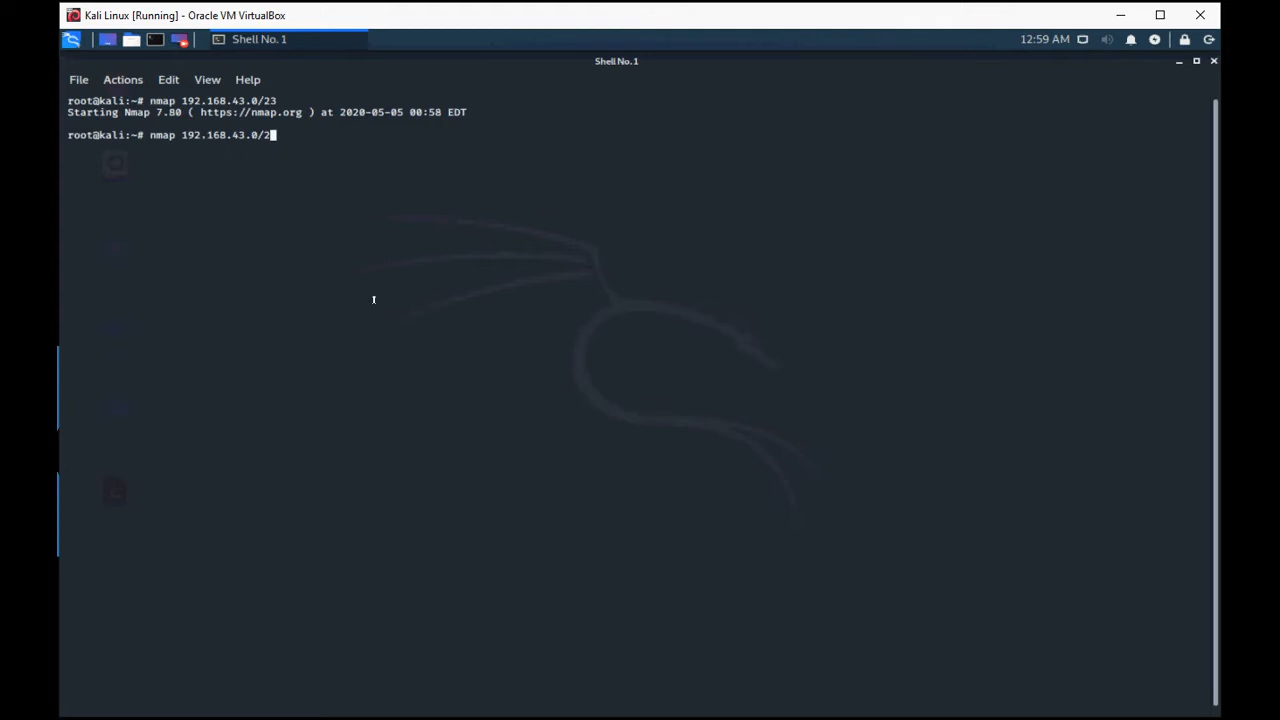 Kali Linux [Running] - Oracle VM VirtualBox
Shell No. 1
12:59 AM
Shell No. 1
File Actions Edit View Help
root@kali:~# nmap 192.168.43.0/23
Starting Nmap 7.80 ( https://nmap.org ) at 2020-05-05 00:58 EDT
root@kali:~# nmap 192.168.43.0/2